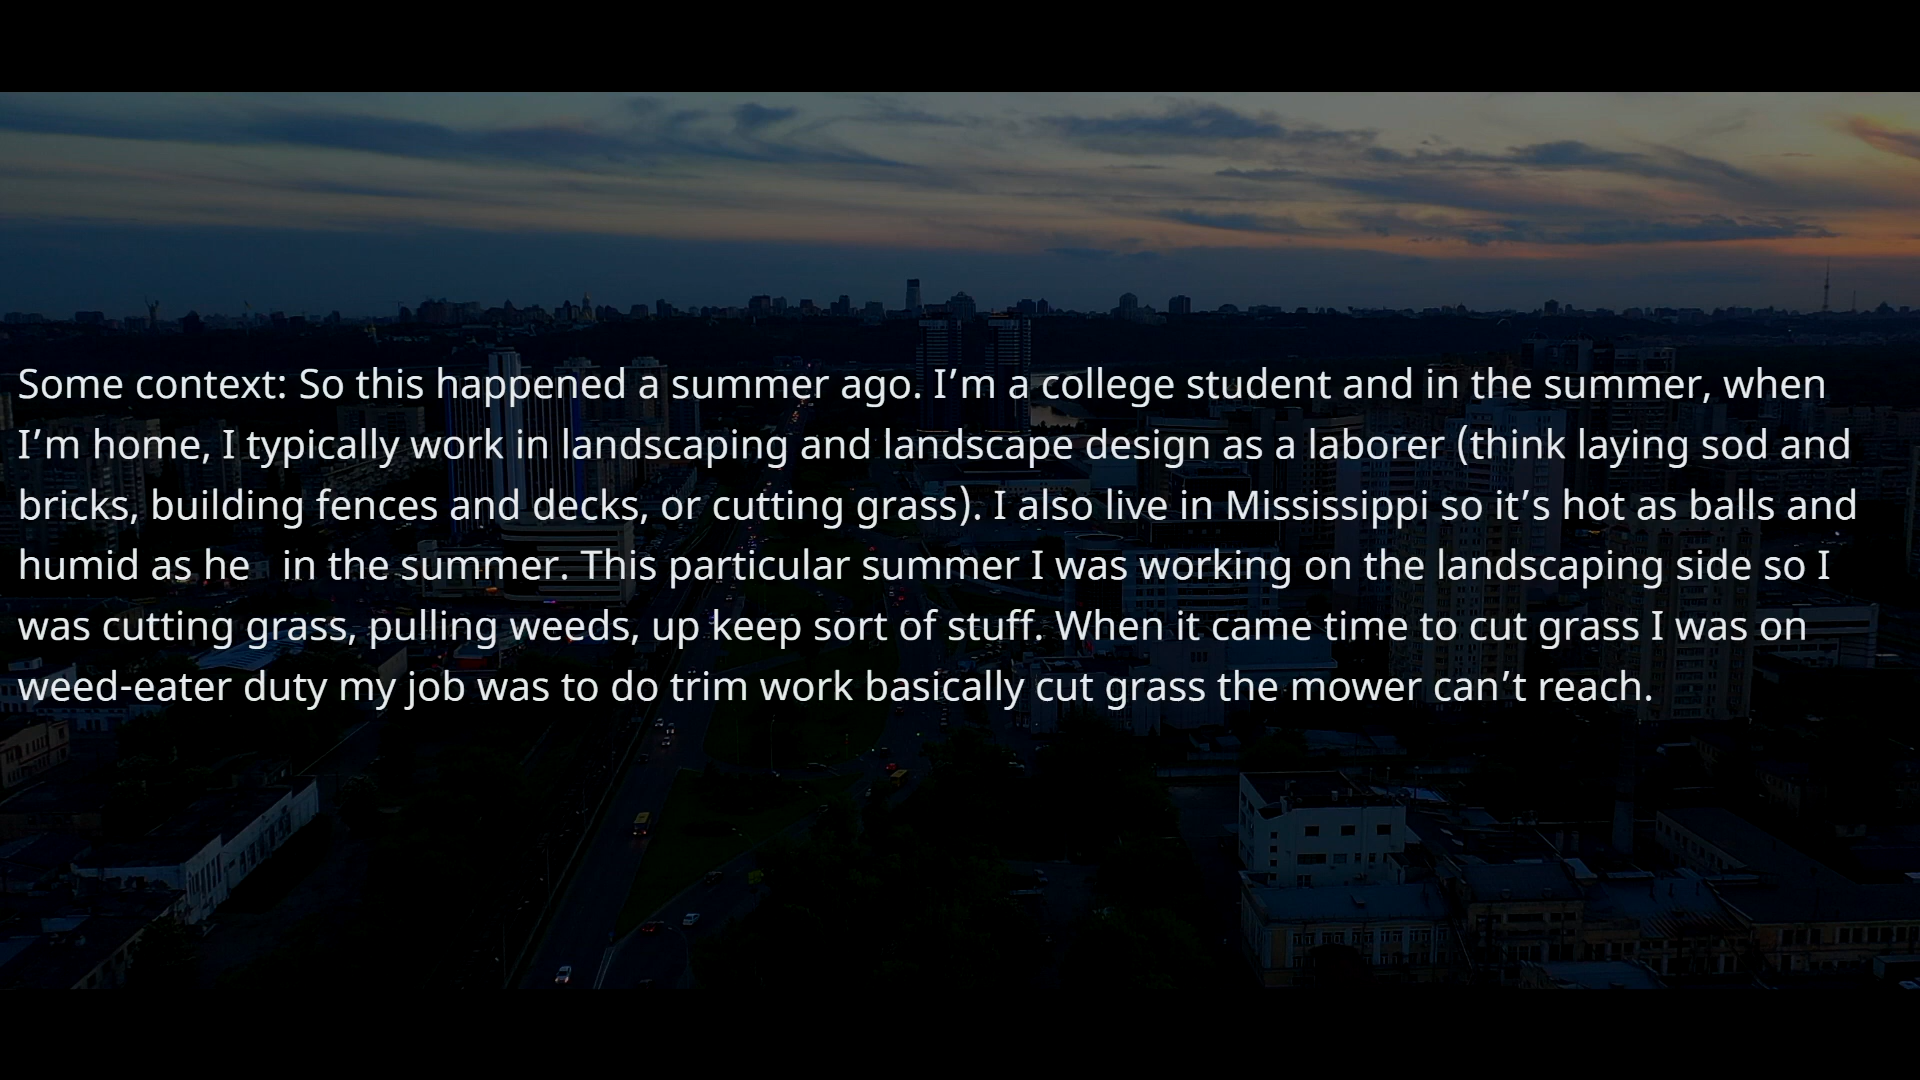 Some context: So this happened a summer ago. I’m a college student and in the summer, when
I’m home, I typically work in landscaping and landscape design as a laborer (think laying sod and
bricks, building fences and decks, or cutting grass). I also live in Mississippi so it’s hot as balls and
humid as he   in the summer. This particular summer I was working on the landscaping side so I
was cutting grass, pulling weeds, up keep sort of stuff. When it came time to cut grass I was on
weed-eater duty my job was to do trim work basically cut grass the mower can’t reach.